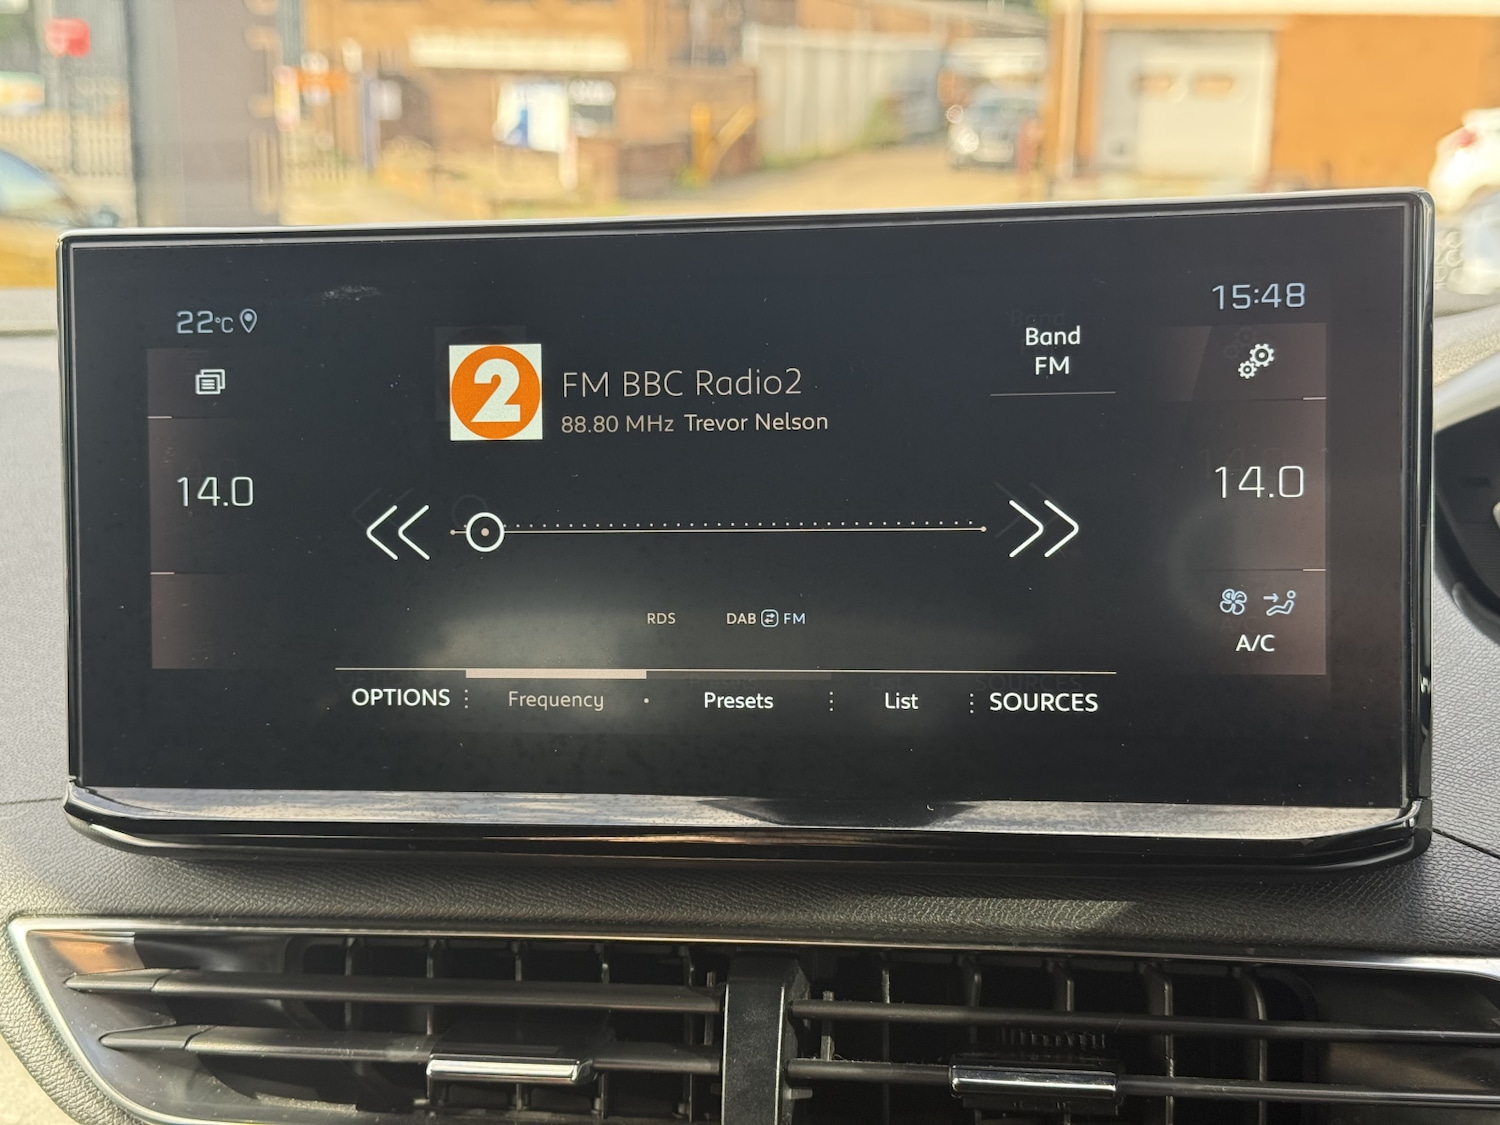 22°C
15:48
2
FM BBC Radio2
88.80 MHz Trevor Nelson
Band
FM
14.0
14.0
RDS
DAB FM
A/C
OPTIONS
Frequency
Presets
List
SOURCES